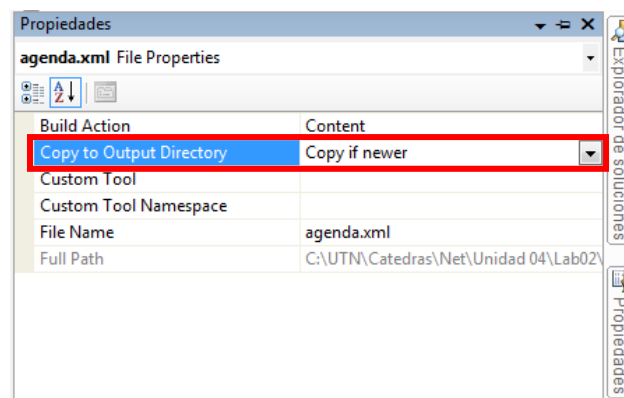 Propiedades
agenda.xml File Properties
Build Action Content
Copy to Output Directory Copy if newer
Custom Tool
Custom Tool Namespace
File Name agenda.xml
Full Path C:\UTN\Catedras\Net\Unidad 04\Lab02\
Explorador de soluciones
Propiedades